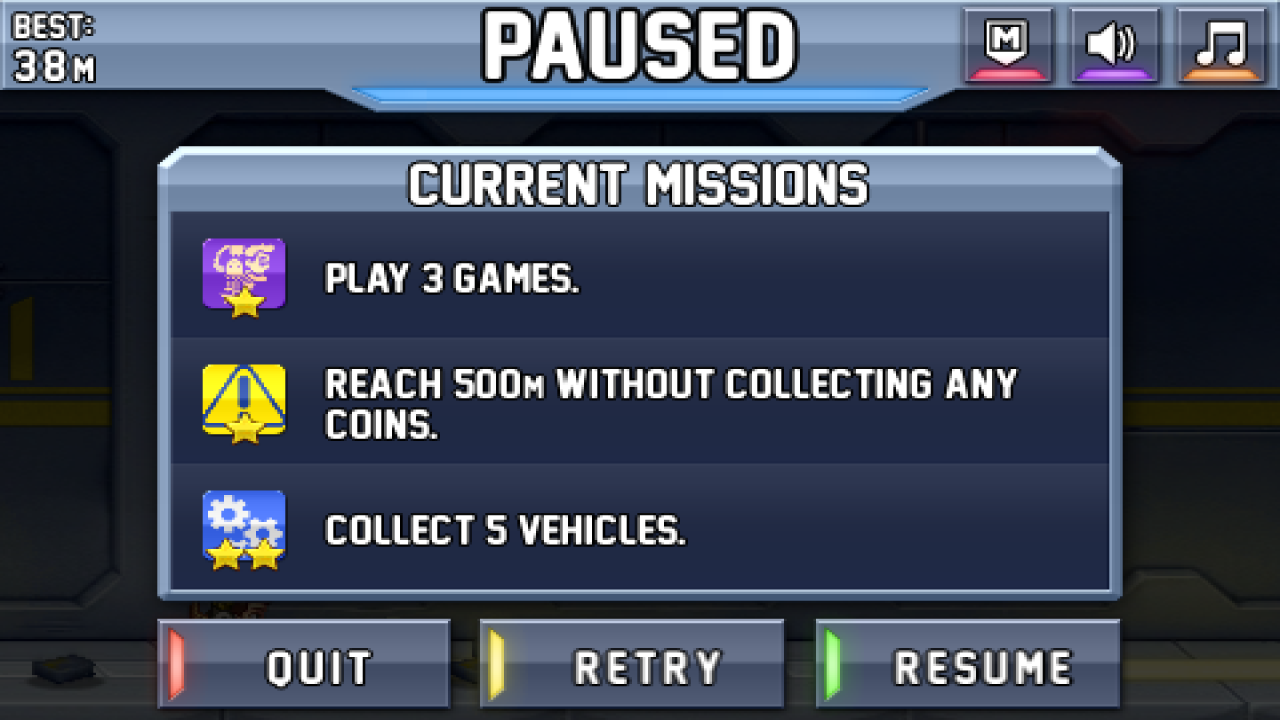 BEST:
38M
PAUSED
M
CURRENT MISSIONS
PLAY 3 GAMES.
REACH 500M WITHOUT COLLECTING ANY
COINS.
COLLECT 5 VEHICLES.
QUIT
RETRY
RESUME